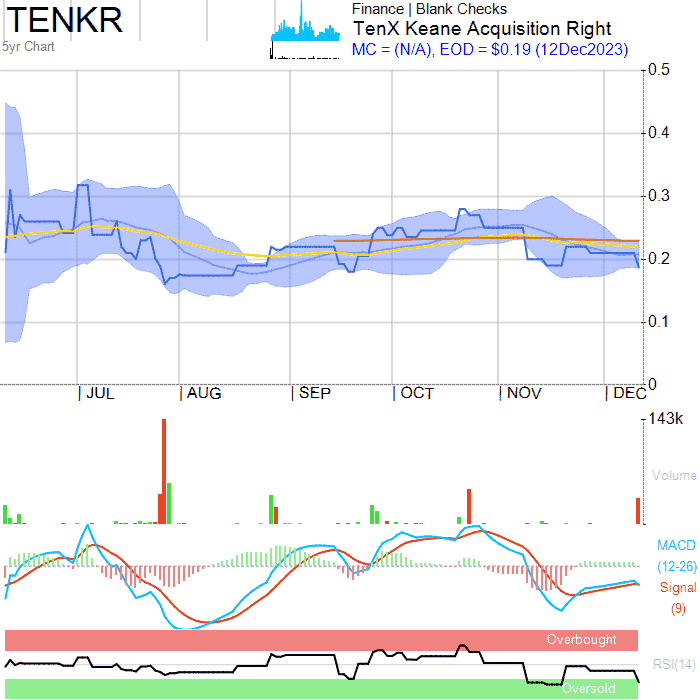 TENKR
5yr Chart
Finance | Blank Checks
TenX Keane Acquisition Right
MC = (N/A), EOD = $0.19 (12Dec2023)
0.5
0.4
0.3
0.2
0.1
0
| JUL | AUG | SEP | OCT | NOV | DEC
143k
Volume
MACD
(12-26)
Signal
(9)
Overbought
RSI(14)
Oversold